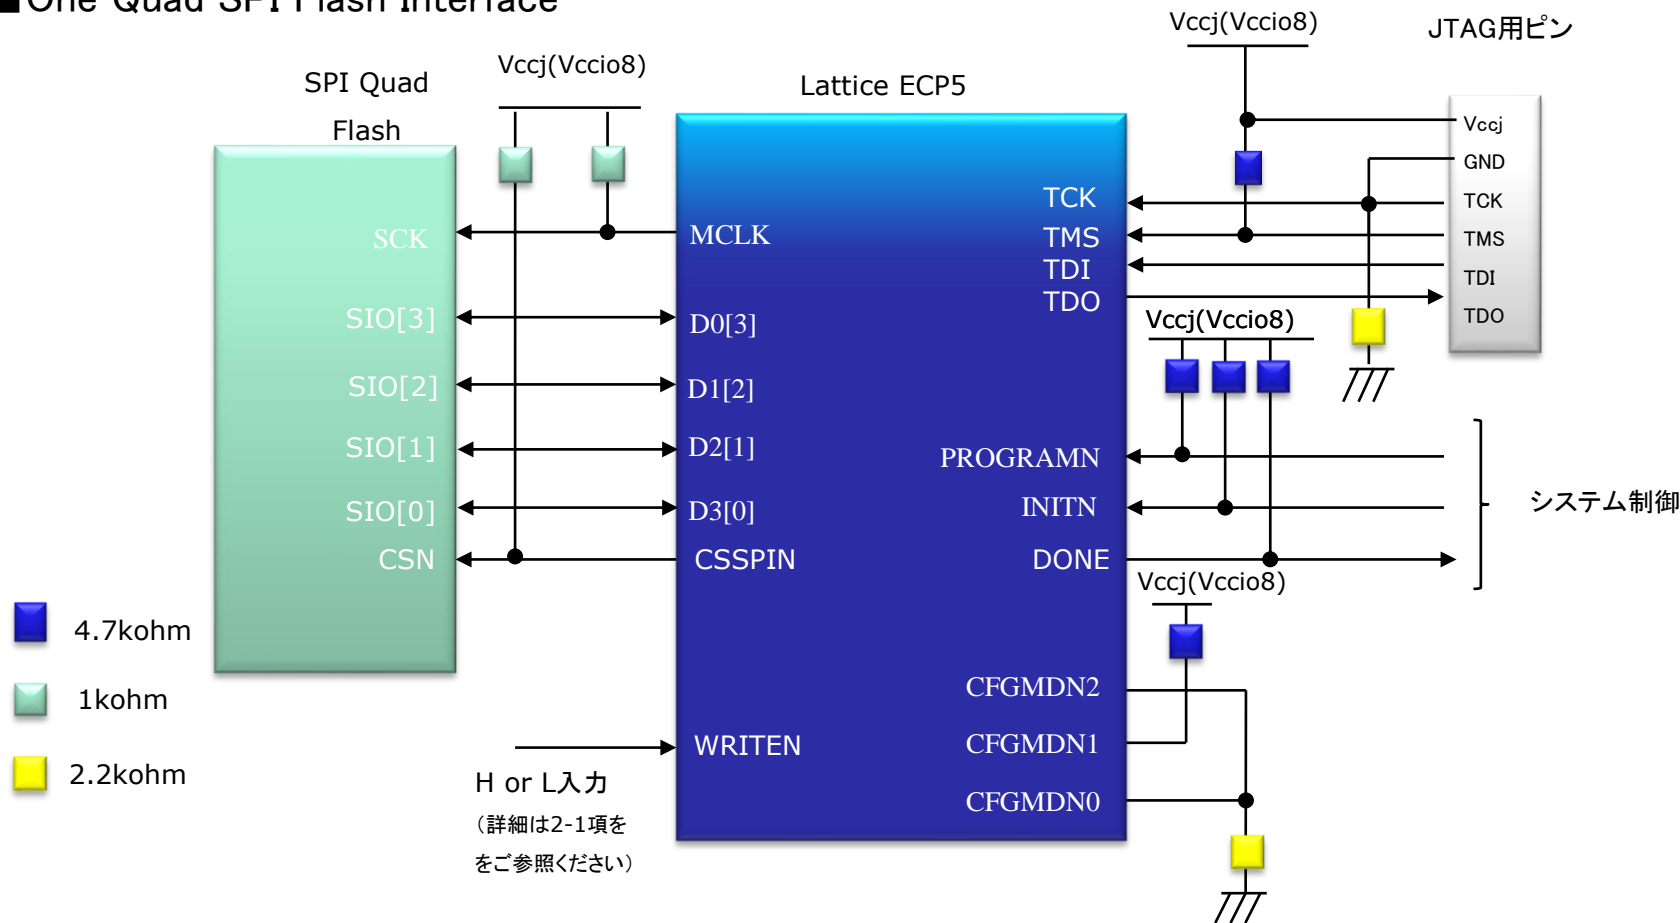 ■One Quad SPI Flash Interface
Vccj(Vccio8)
JTAG用ピン
Vccj(Vccio8)
SPI Quad
Flash
Lattice ECP5
Vccj
GND
TCK
TMS
TDI
TDO
TCK
TMS
TDI
TDO
SCK
MCLK
SIO[3]
D0[3]
Vccj(Vccio8)
SIO[2]
D1[2]
SIO[1]
D2[1]
PROGRAMN
SIO[0]
D3[0]
INITN
システム制御
CSN
CSSPIN
DONE
Vccj(Vccio8)
4.7kohm
1kohm
2.2kohm
CFGMDN2
WRITEN
CFGMDN1
CFGMDN0
H or L入力
（詳細は2-1項を
をご参照ください）